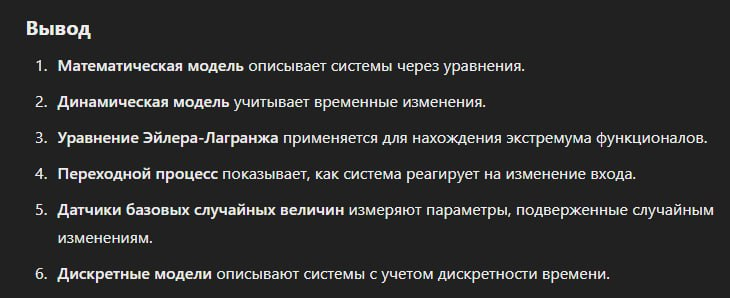 Вывод
1. Математическая модель описывает системы через уравнения.
2. Динамическая модель учитывает временные изменения.
3. Уравнение Эйлера-Лагранжа применяется для нахождения экстремума функционалов.
4. Переходной процесс показывает, как система реагирует на изменение входа.
5. Датчики базовых случайных величин измеряют параметры, подверженные случайным
изменениям.
6. Дискретные модели описывают системы с учетом дискретности времени.